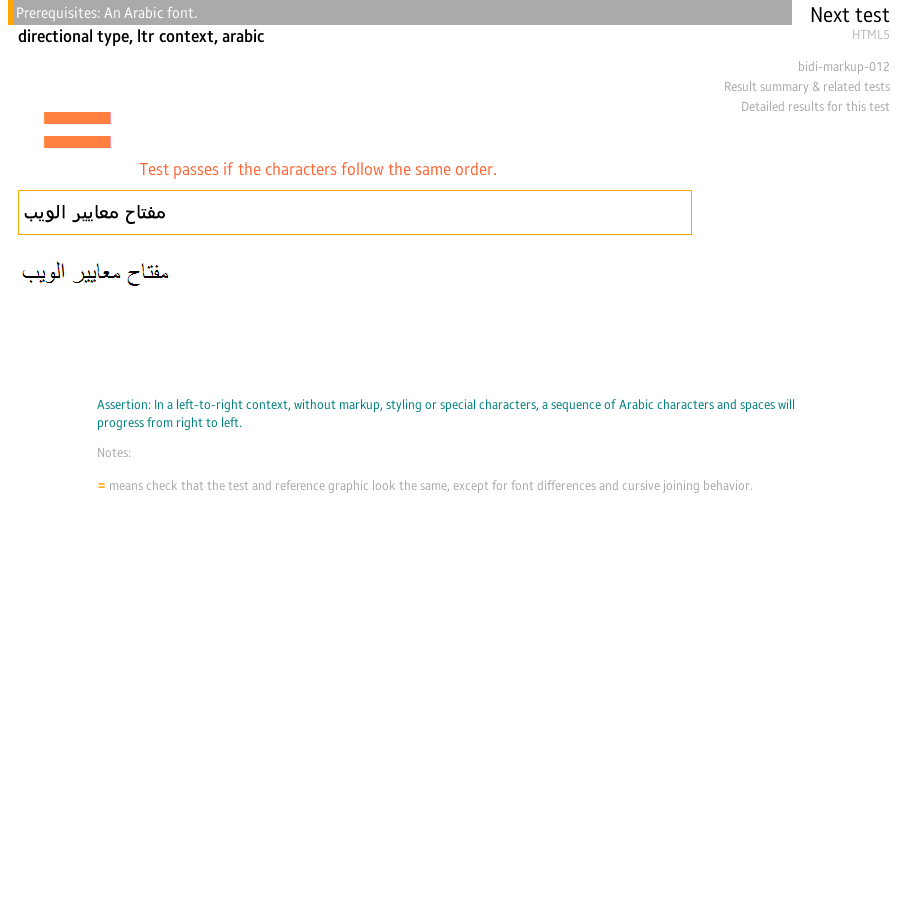 Prerequisites: An Arabic font.
Next test
directional type, ltr context, arabic
HTML5
bidi-markup-012
Result summary & related tests
Detailed results for this test
Test passes if the characters follow the same order.
مفتاح معايير الويب
مفتاح معايير الويب
Assertion: In a left-to-right context, without markup, styling or special characters, a sequence of Arabic characters and spaces will
progress from right to left.
Notes:
= means check that the test and reference graphic look the same, except for font differences and cursive joining behavior.